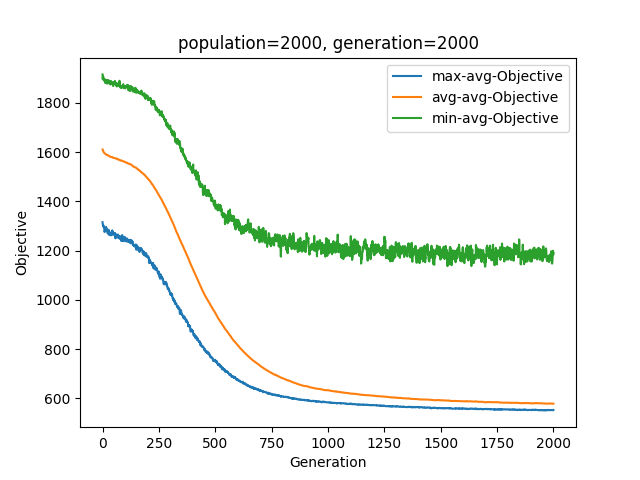 population=2000, generation=2000
max-avg-Objective
avg-avg-Objective
min-avg-Objective
Objective
1800
1600
1400
1200
1000
800
600
0 250 500 750 1000 1250 1500 1750 2000
Generation